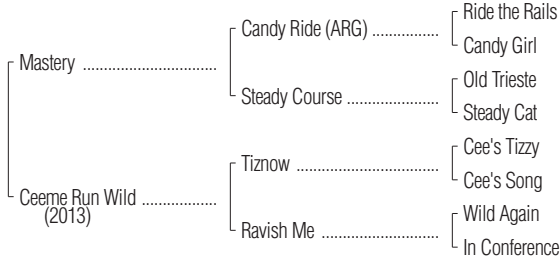 Ride the Rails
Candy Ride (ARG) ................
Candy Girl
Mastery ................................
Old Trieste
Steady Course ......................
Steady Cat
Cee's Tizzy
Tiznow ..................................
Cee's Song
Ceeme Run Wild ..................
(2013)
Wild Again
Ravish Me ............................
In Conference